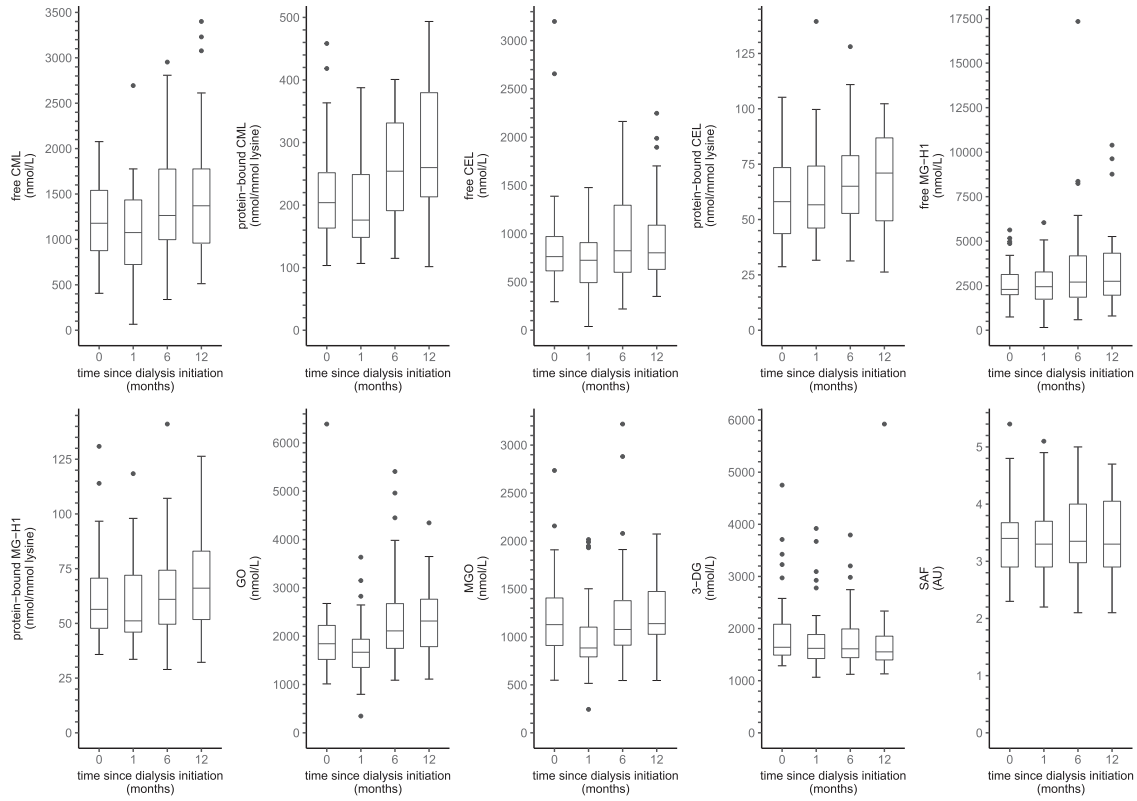 free CML
(nmol/L)
3500
3000
2500
2000
1500
1000
500
0
0 1 6 12
time since dialysis initiation
(months)
protein−bound CML
(nmol/mmol lysine)
500
400
300
200
100
0
0 1 6 12
time since dialysis initiation
(months)
free CEL
(nmol/L)
3000
2500
2000
1500
1000
500
0
0 1 6 12
time since dialysis initiation
(months)
protein−bound CEL
(nmol/mmol lysine)
125
100
75
50
25
0
0 1 6 12
time since dialysis initiation
(months)
free MG−H1
(nmol/L)
17500
15000
12500
10000
7500
5000
2500
0
0 1 6 12
time since dialysis initiation
(months)
protein−bound MG−H1
(nmol/mmol lysine)
125
100
75
50
25
0
0 1 6 12
time since dialysis initiation
(months)
GO
(nmol/L)
6000
5000
4000
3000
2000
1000
0
0 1 6 12
time since dialysis initiation
(months)
MGO
(nmol/L)
3000
2500
2000
1500
1000
500
0
0 1 6 12
time since dialysis initiation
(months)
3−DG
(nmol/L)
6000
5000
4000
3000
2000
1000
0
0 1 6 12
time since dialysis initiation
(months)
SAF
(AU)
5
4
3
2
1
0
0 1 6 12
time since dialysis initiation
(months)